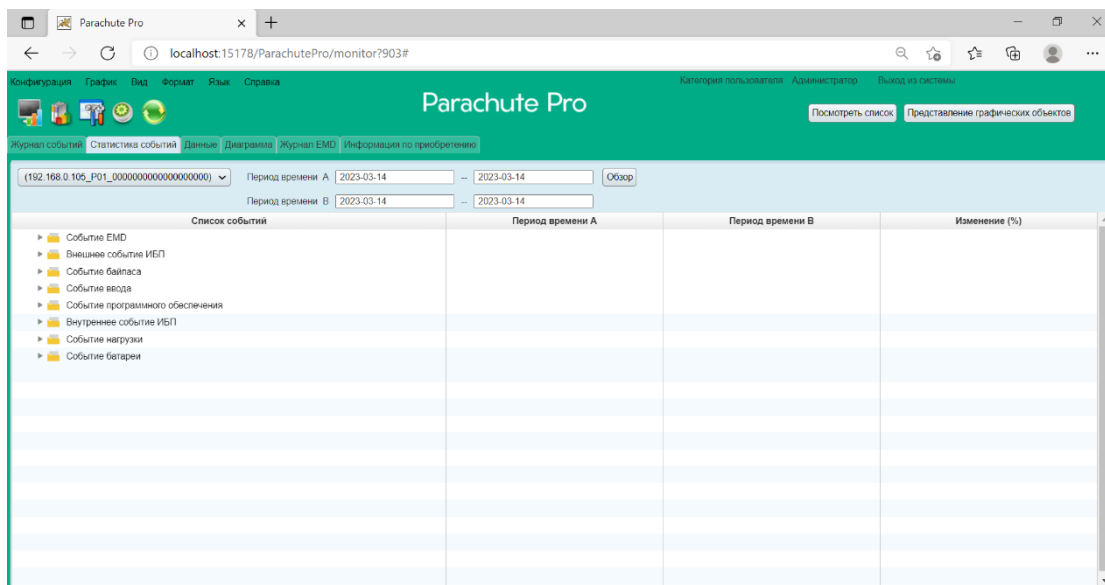 Parachute Pro
localhost:15178/ParachutePro/monitor?903#
Конфигурация График Вид Формат Язык Справка
Категория пользователя Администратор Выход из системы
Parachute Pro
Посмотреть список Представление графических объектов
Журнал событий Статистика событий Данные Диаграмма Журнал EMD Информация по приобретению
(192.168.0.105_P01_0000000000000000000) Период времени A 2023-03-14 -- 2023-03-14 Обзор
Период времени B 2023-03-14 -- 2023-03-14
Список событий Период времени A Период времени B Изменение (%)
Событие EMD
Внешнее событие ИБП
Событие байпаса
Событие ввода
Событие программного обеспечения
Внутреннее событие ИБП
Событие нагрузки
Событие батареи